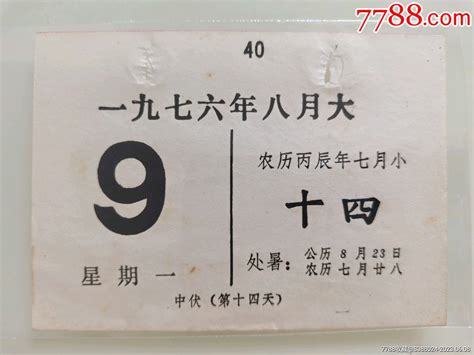 7788.com
40
一九七六年八月大
9
星期一
农历丙辰年七月小
十四
处暑：公历 8 月 23 日
农历 七月 廿八
中伏（第十四天）